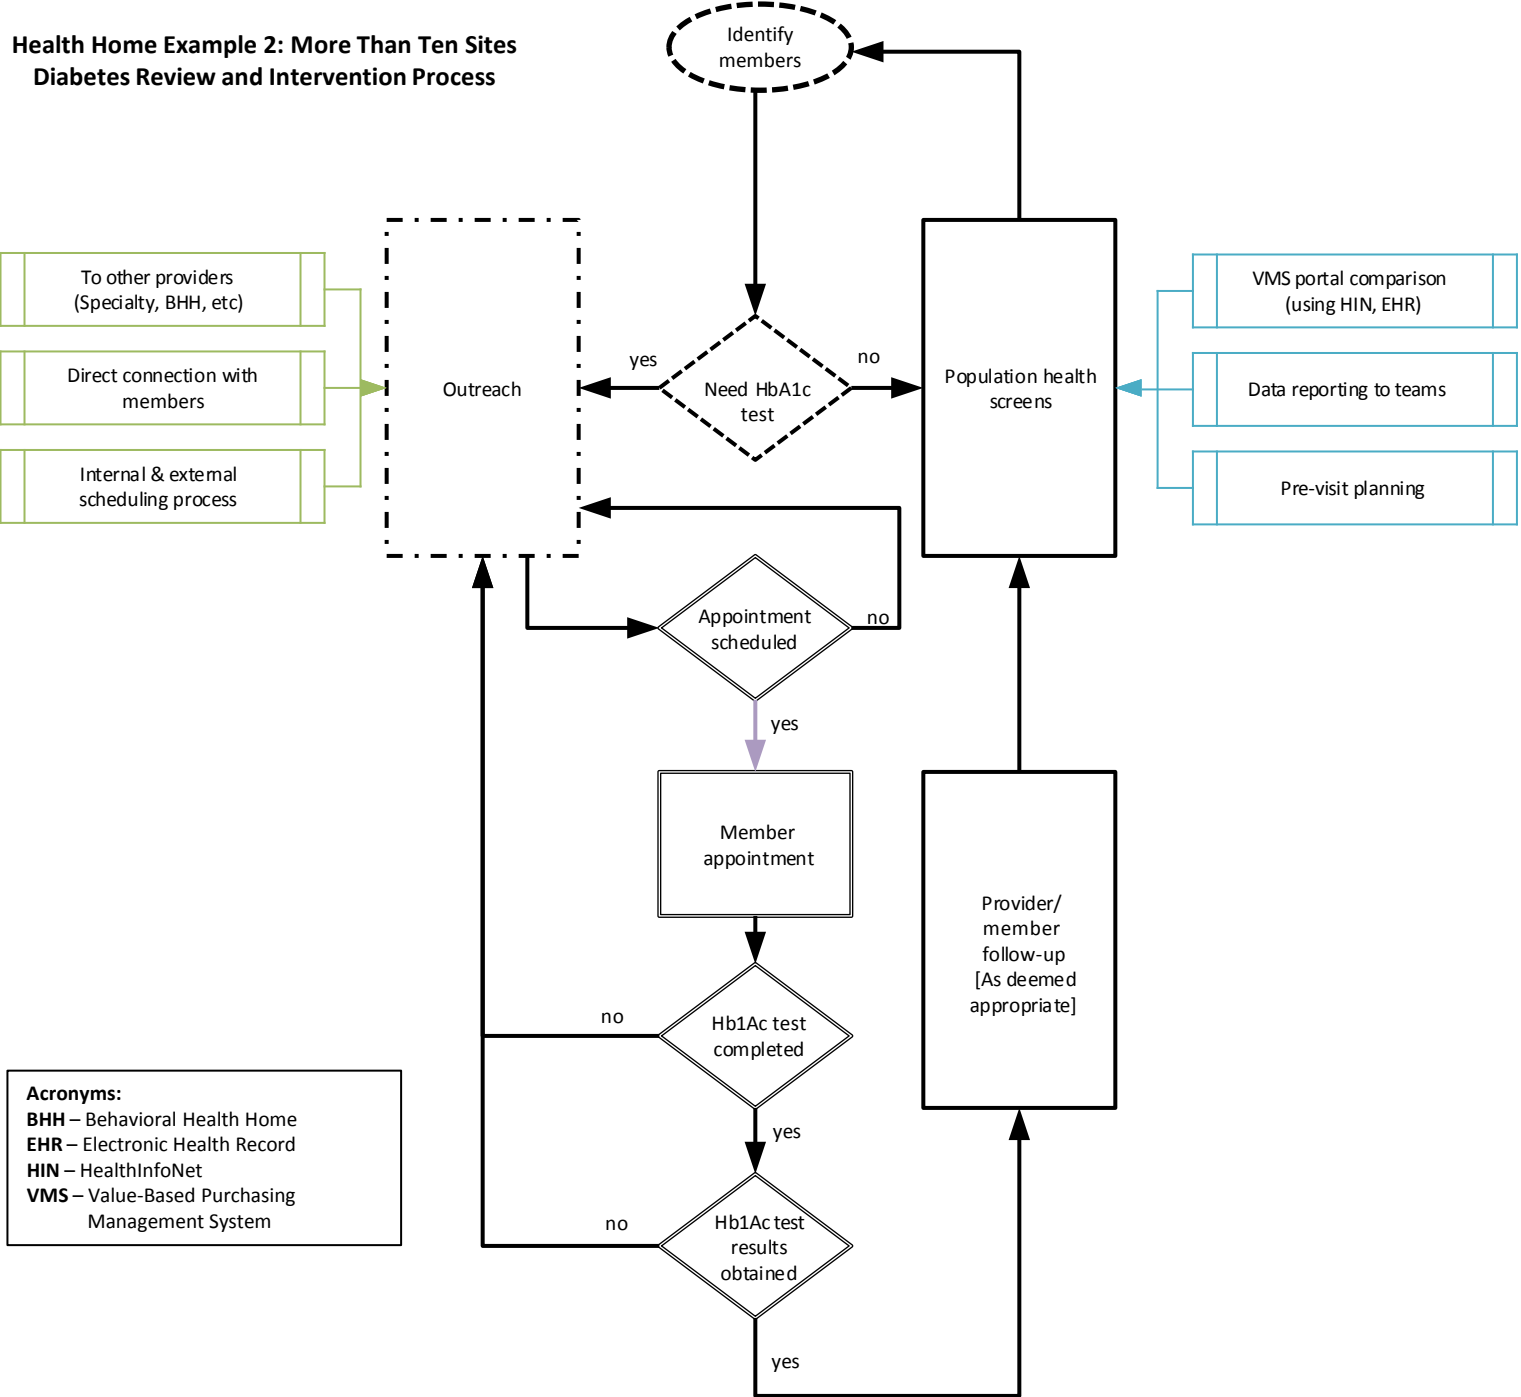 Health Home Example 2: More Than Ten Sites
Diabetes Review and Intervention Process
Identify
members
To other providers
(Specialty, BHH, etc)
Direct connection with
members
Internal & external
scheduling process
Outreach
yes
Need HbA1c
test
no
Population health
screens
VMS portal comparison
(using HIN, EHR)
Data reporting to teams
Pre-visit planning
Appointment
scheduled
no
yes
Member
appointment
Provider/
member
follow-up
[As deemed
appropriate]
no
Hb1Ac test
completed
yes
no
Hb1Ac test
results
obtained
yes
Acronyms:
BHH – Behavioral Health Home
EHR – Electronic Health Record
HIN – HealthInfoNet
VMS – Value-Based Purchasing
Management System